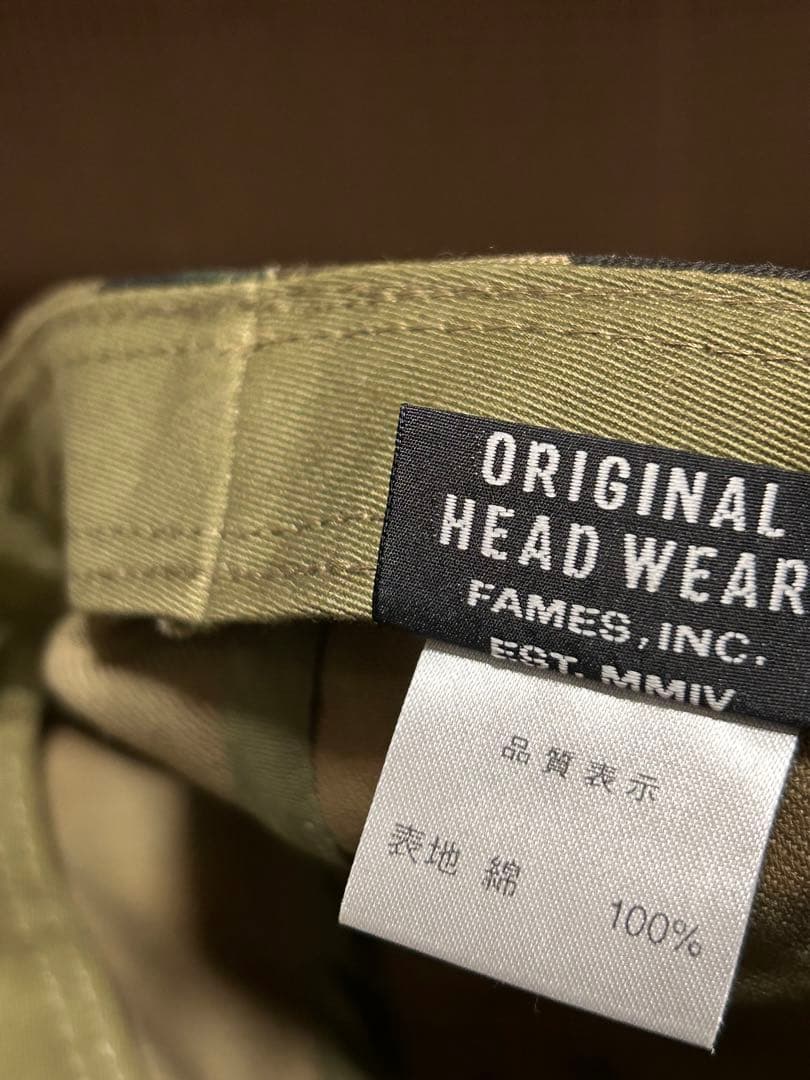 ORIGINAL
HEAD WEAR
FAMES, INC.
EST. MMIV
品質表示
表地 綿 100%